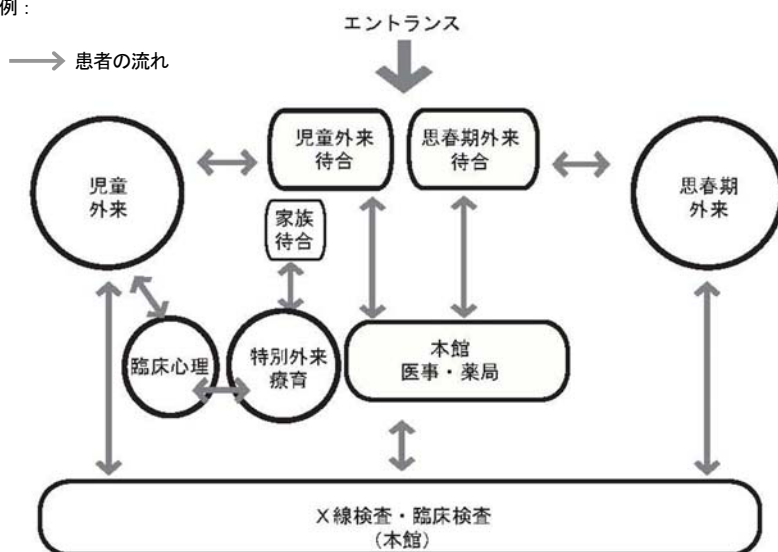 例：
エントランス
患者の流れ
児童外来
待合
思春期外来
待合
児童
外来
思春期
外来
家族
待合
臨床心理
特別外来
療育
本館
医事・薬局
X線検査・臨床検査
(本館)